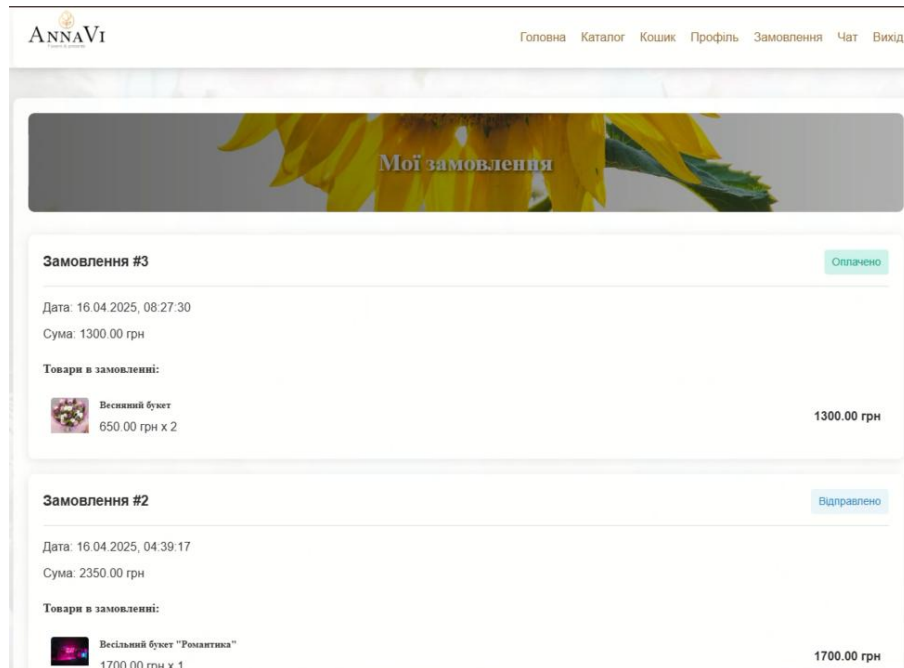 ANNAVI
Головна Каталог Кошик Профіль Замовлення Чат Вихід
Мої замовлення
Замовлення #3
Оплачено
Дата: 16.04.2025, 08:27:30
Сума: 1300.00 грн
Товари в замовленні:
Весняний букет
650.00 грн x 2
1300.00 грн
Замовлення #2
Відправлено
Дата: 16.04.2025, 04:39:17
Сума: 2350.00 грн
Товари в замовленні:
Весільний букет "Романтика"
1700.00 грн x 1
1700.00 грн